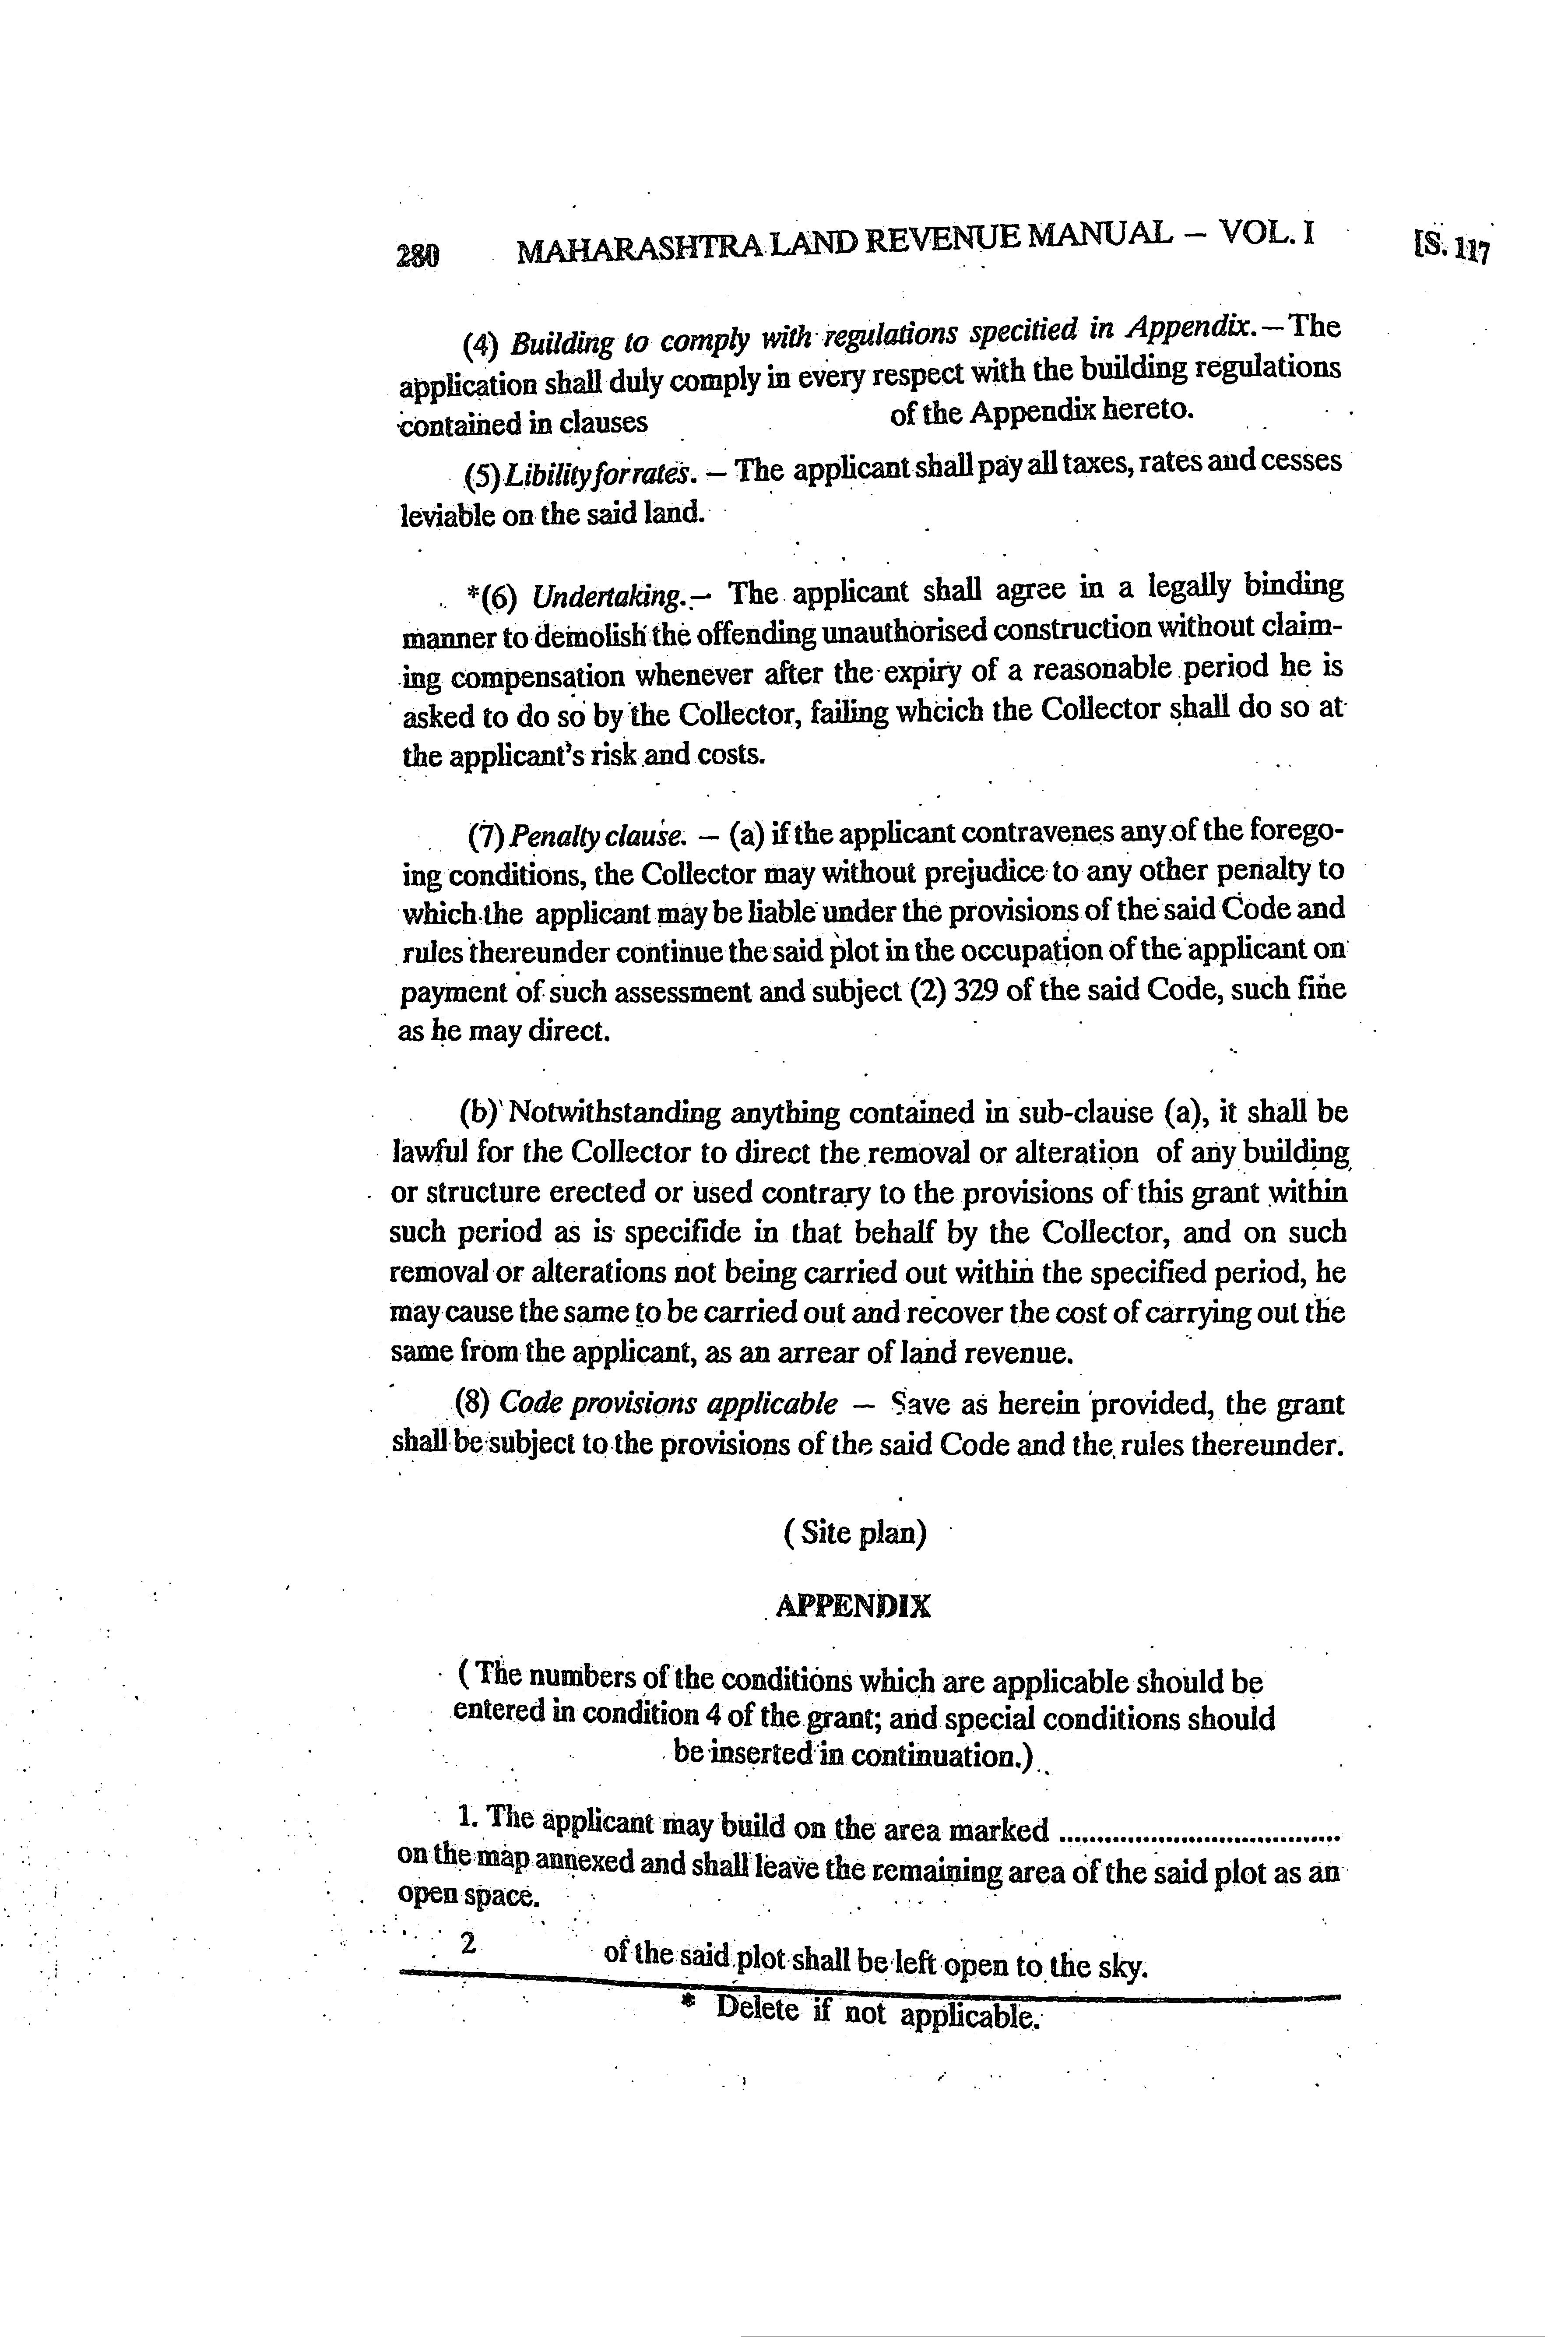 280 MAHARASHTRA LAND REVENUE MANUAL – VOL. I [S. 117
(4) Building to comply with regulations specitied in Appendix.—The
application shall duly comply in every respect with the building regulations
contained in clauses of the Appendix hereto.
(5) Libility for rates. — The applicant shall pay all taxes, rates and cesses
leviable on the said land.
*(6) Undertaking.— The applicant shall agree in a legally binding
manner to demolish the offending unauthorised construction without claim-
ing compensation whenever after the expiry of a reasonable period he is
asked to do so by the Collector, failing whcich the Collector shall do so at
the applicant's risk and costs.
(7) Penalty clause. — (a) if the applicant contravenes any of the forego-
ing conditions, the Collector may without prejudice to any other penalty to
which the applicant may be liable under the provisions of the said Code and
rules thereunder continue the said plot in the occupation of the applicant on
payment of such assessment and subject (2) 329 of the said Code, such fine
as he may direct.
(b) Notwithstanding anything contained in sub-clause (a), it shall be
lawful for the Collector to direct the removal or alteration of any building
or structure erected or used contrary to the provisions of this grant within
such period as is specifide in that behalf by the Collector, and on such
removal or alterations not being carried out within the specified period, he
may cause the same to be carried out and recover the cost of carrying out the
same from the applicant, as an arrear of land revenue.
(8) Code provisions applicable — Save as herein provided, the grant
shall be subject to the provisions of the said Code and the rules thereunder.
( Site plan)
APPENDIX
( The numbers of the conditions which are applicable should be
entered in condition 4 of the grant; and special conditions should
be inserted in continuation.)
1. The applicant may build on the area marked ....................................
on the map annexed and shall leave the remaining area of the said plot as an
open space.
2 of the said plot shall be left open to the sky.
* Delete if not applicable.